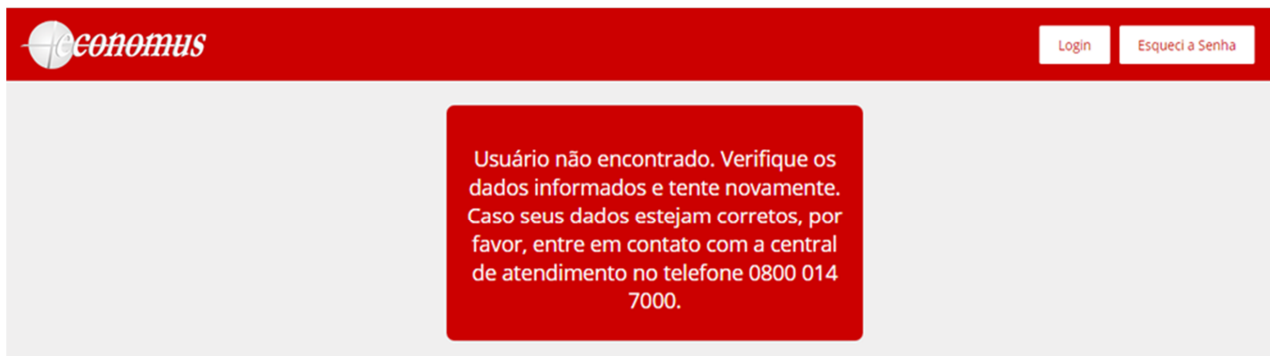 economus
Login
Esqueci a Senha
Usuário não encontrado. Verifique os
dados informados e tente novamente.
Caso seus dados estejam corretos, por
favor, entre em contato com a central
de atendimento no telefone 0800 014
7000.